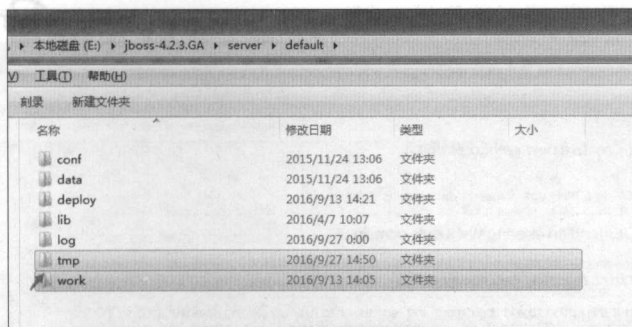 本地磁盘 (E:) ▸ jboss-4.2.3.GA ▸ server ▸ default ▸
V) 工具(T) 帮助(H)
刻录 新建文件夹
名称 修改日期 类型 大小
conf 2015/11/24 13:06 文件夹
data 2015/11/24 13:06 文件夹
deploy 2016/9/13 14:21 文件夹
lib 2016/4/7 10:07 文件夹
log 2016/9/27 0:00 文件夹
tmp 2016/9/27 14:50 文件夹
work 2016/9/13 14:05 文件夹